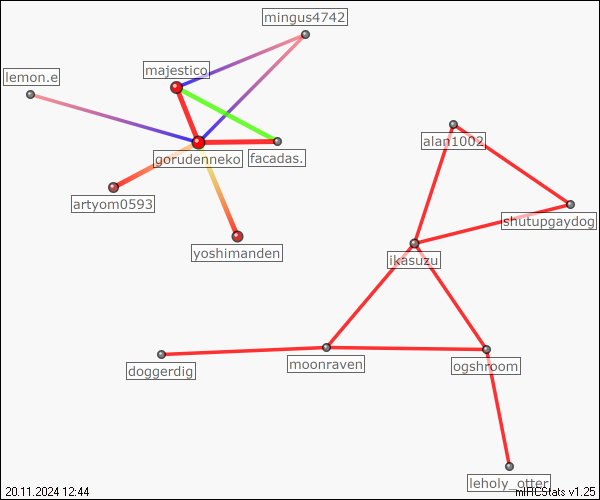 mingus4742
majestico
lemon.e
alan1002
gorudenneko
facadas.
artyom0593
shutupgaydog
yoshimanden
ikasuzu
moonraven
ogshroom
doggerdig
leholy_otter
20.11.2024 12:44
mIRCStats v1.25